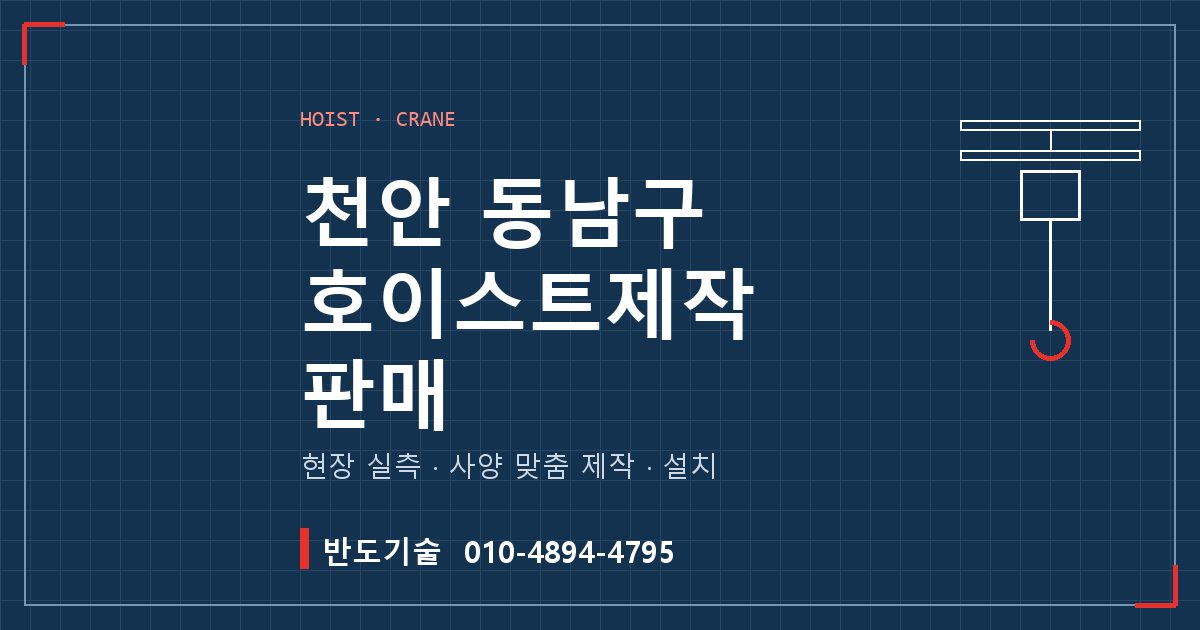 HOIST · CRANE
천안 동남구
호이스트제작
판매
현장 실측 · 사양 맞춤 제작 · 설치
반도기술 010-4894-4795